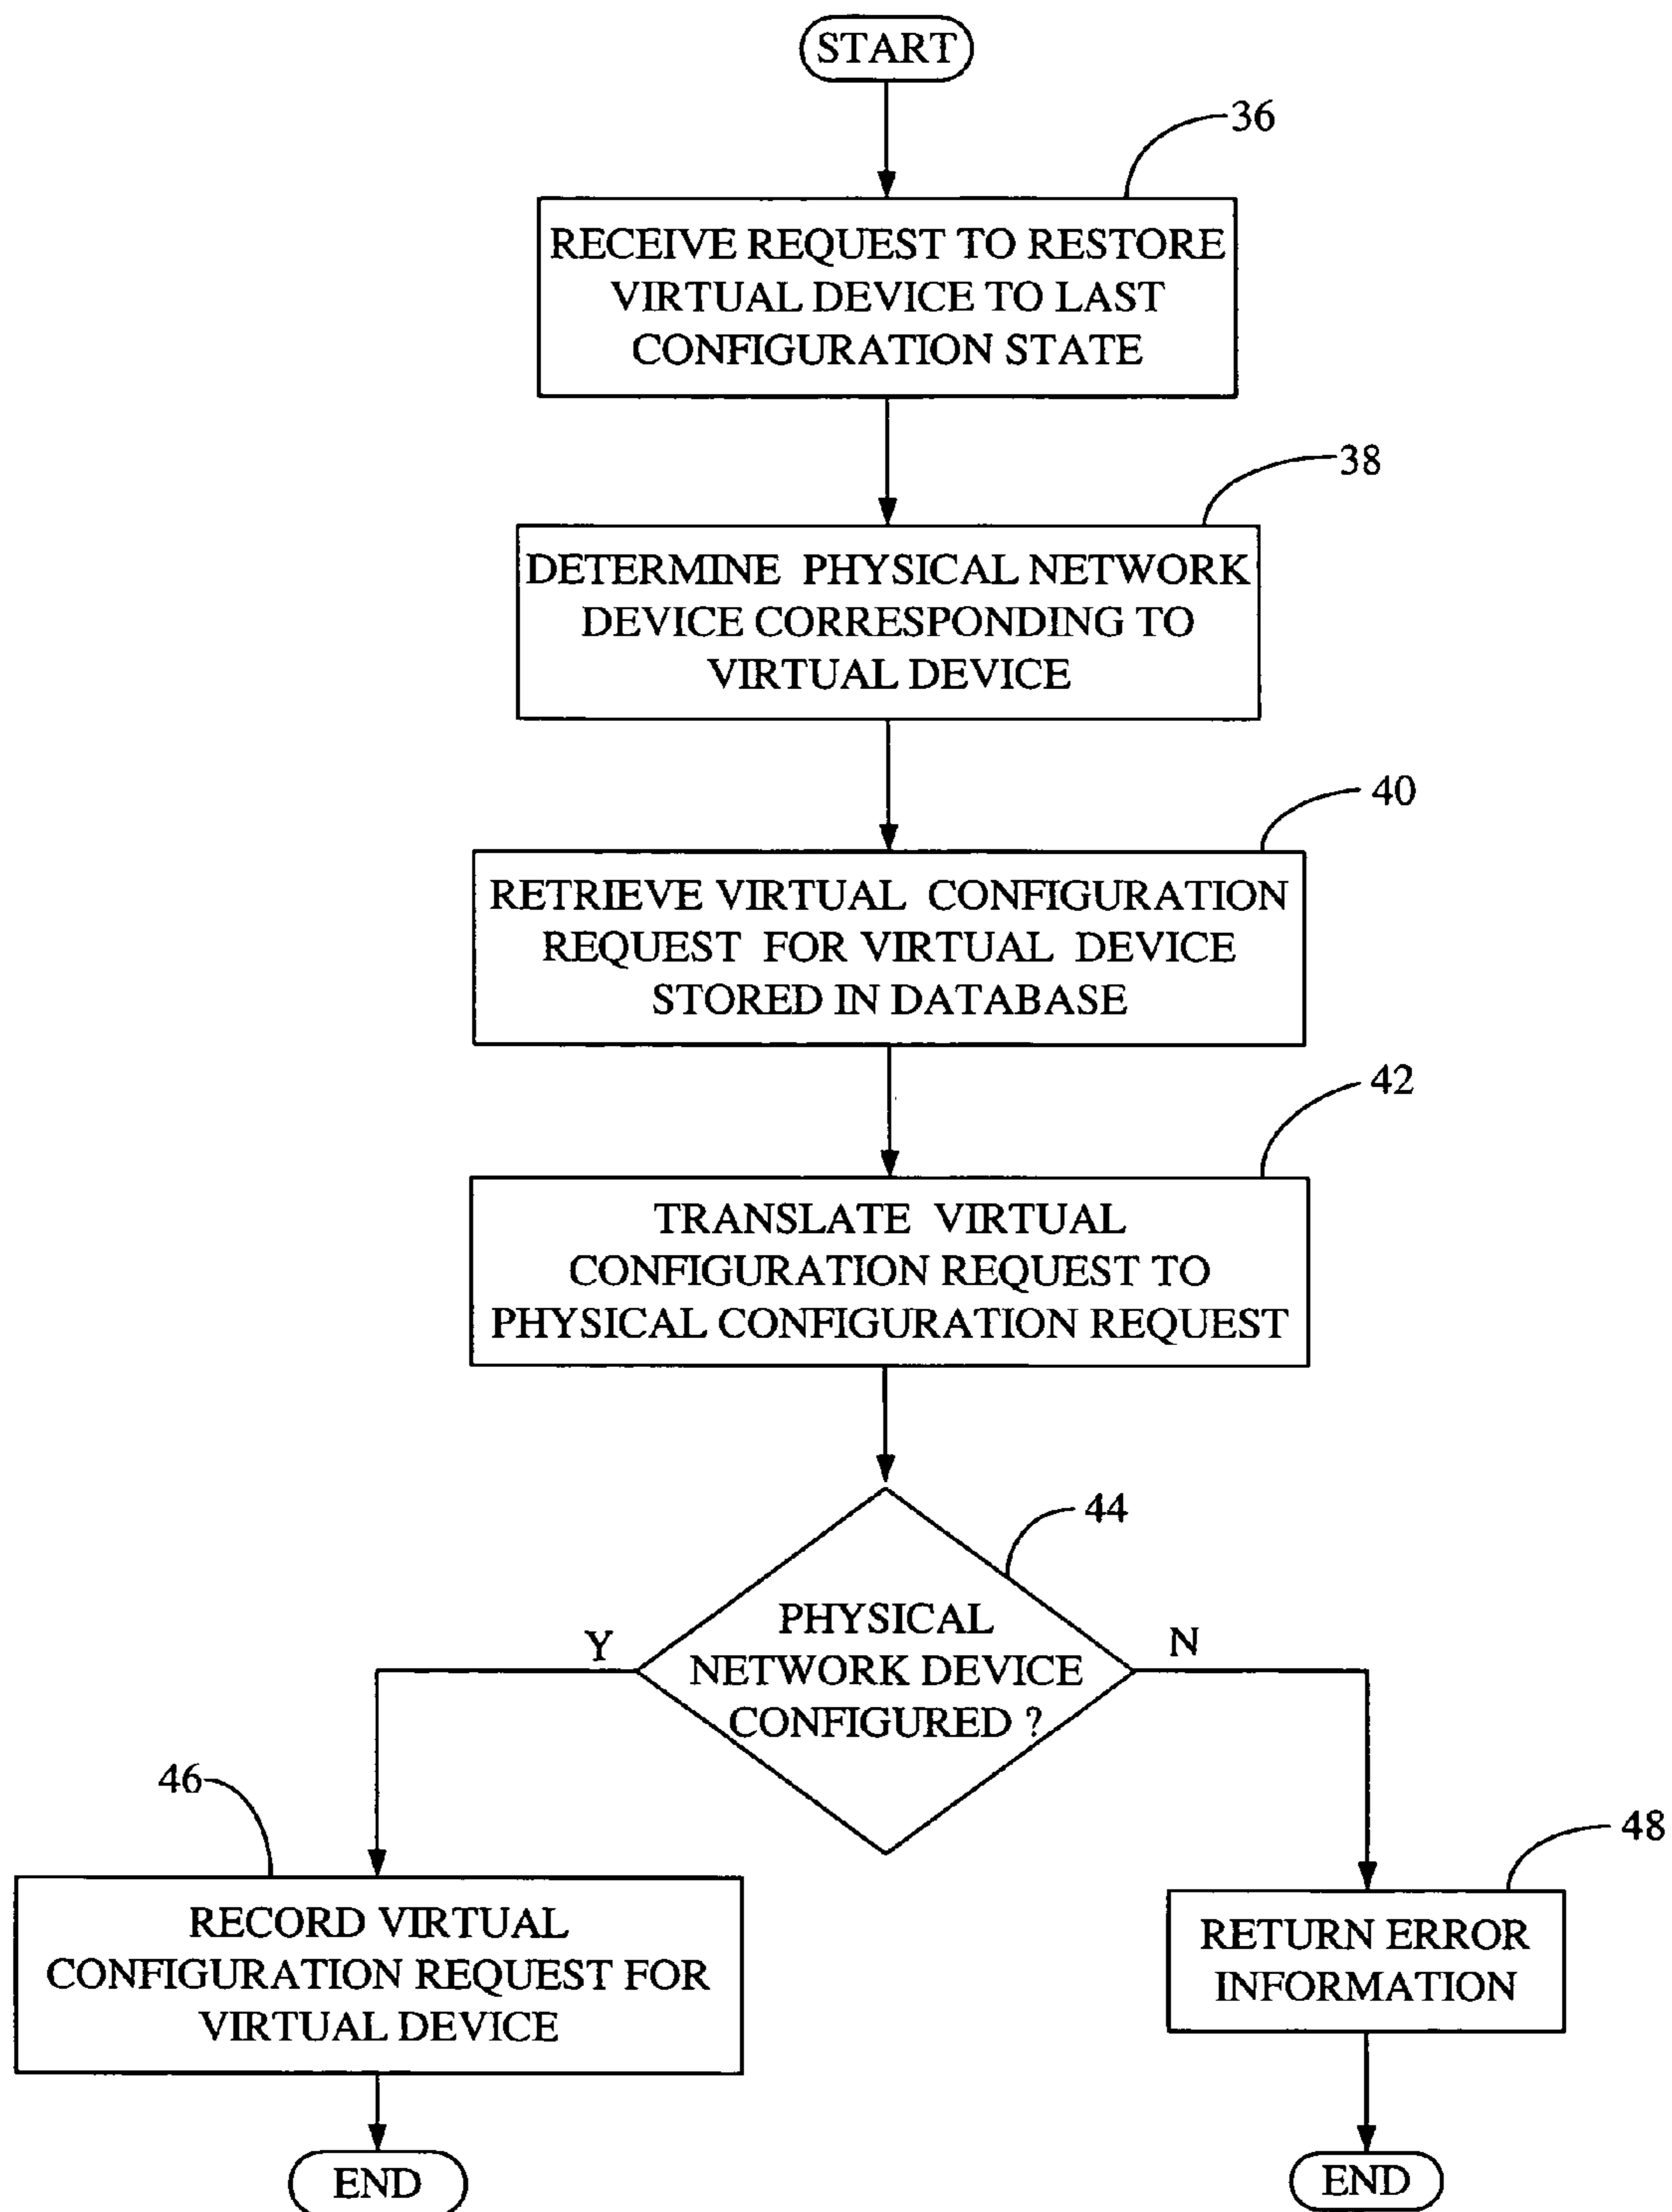 START
36
RECEIVE REQUEST TO RESTORE
VIRTUAL DEVICE TO LAST
CONFIGURATION STATE
38
DETERMINE PHYSICAL NETWORK
DEVICE CORRESPONDING TO
VIRTUAL DEVICE
40
RETRIEVE VIRTUAL CONFIGURATION
REQUEST FOR VIRTUAL DEVICE
STORED IN DATABASE
42
TRANSLATE VIRTUAL
CONFIGURATION REQUEST TO
PHYSICAL CONFIGURATION REQUEST
44
PHYSICAL
NETWORK DEVICE
CONFIGURED ?
Y
N
46
RECORD VIRTUAL
CONFIGURATION REQUEST FOR
VIRTUAL DEVICE
END
48
RETURN ERROR
INFORMATION
END